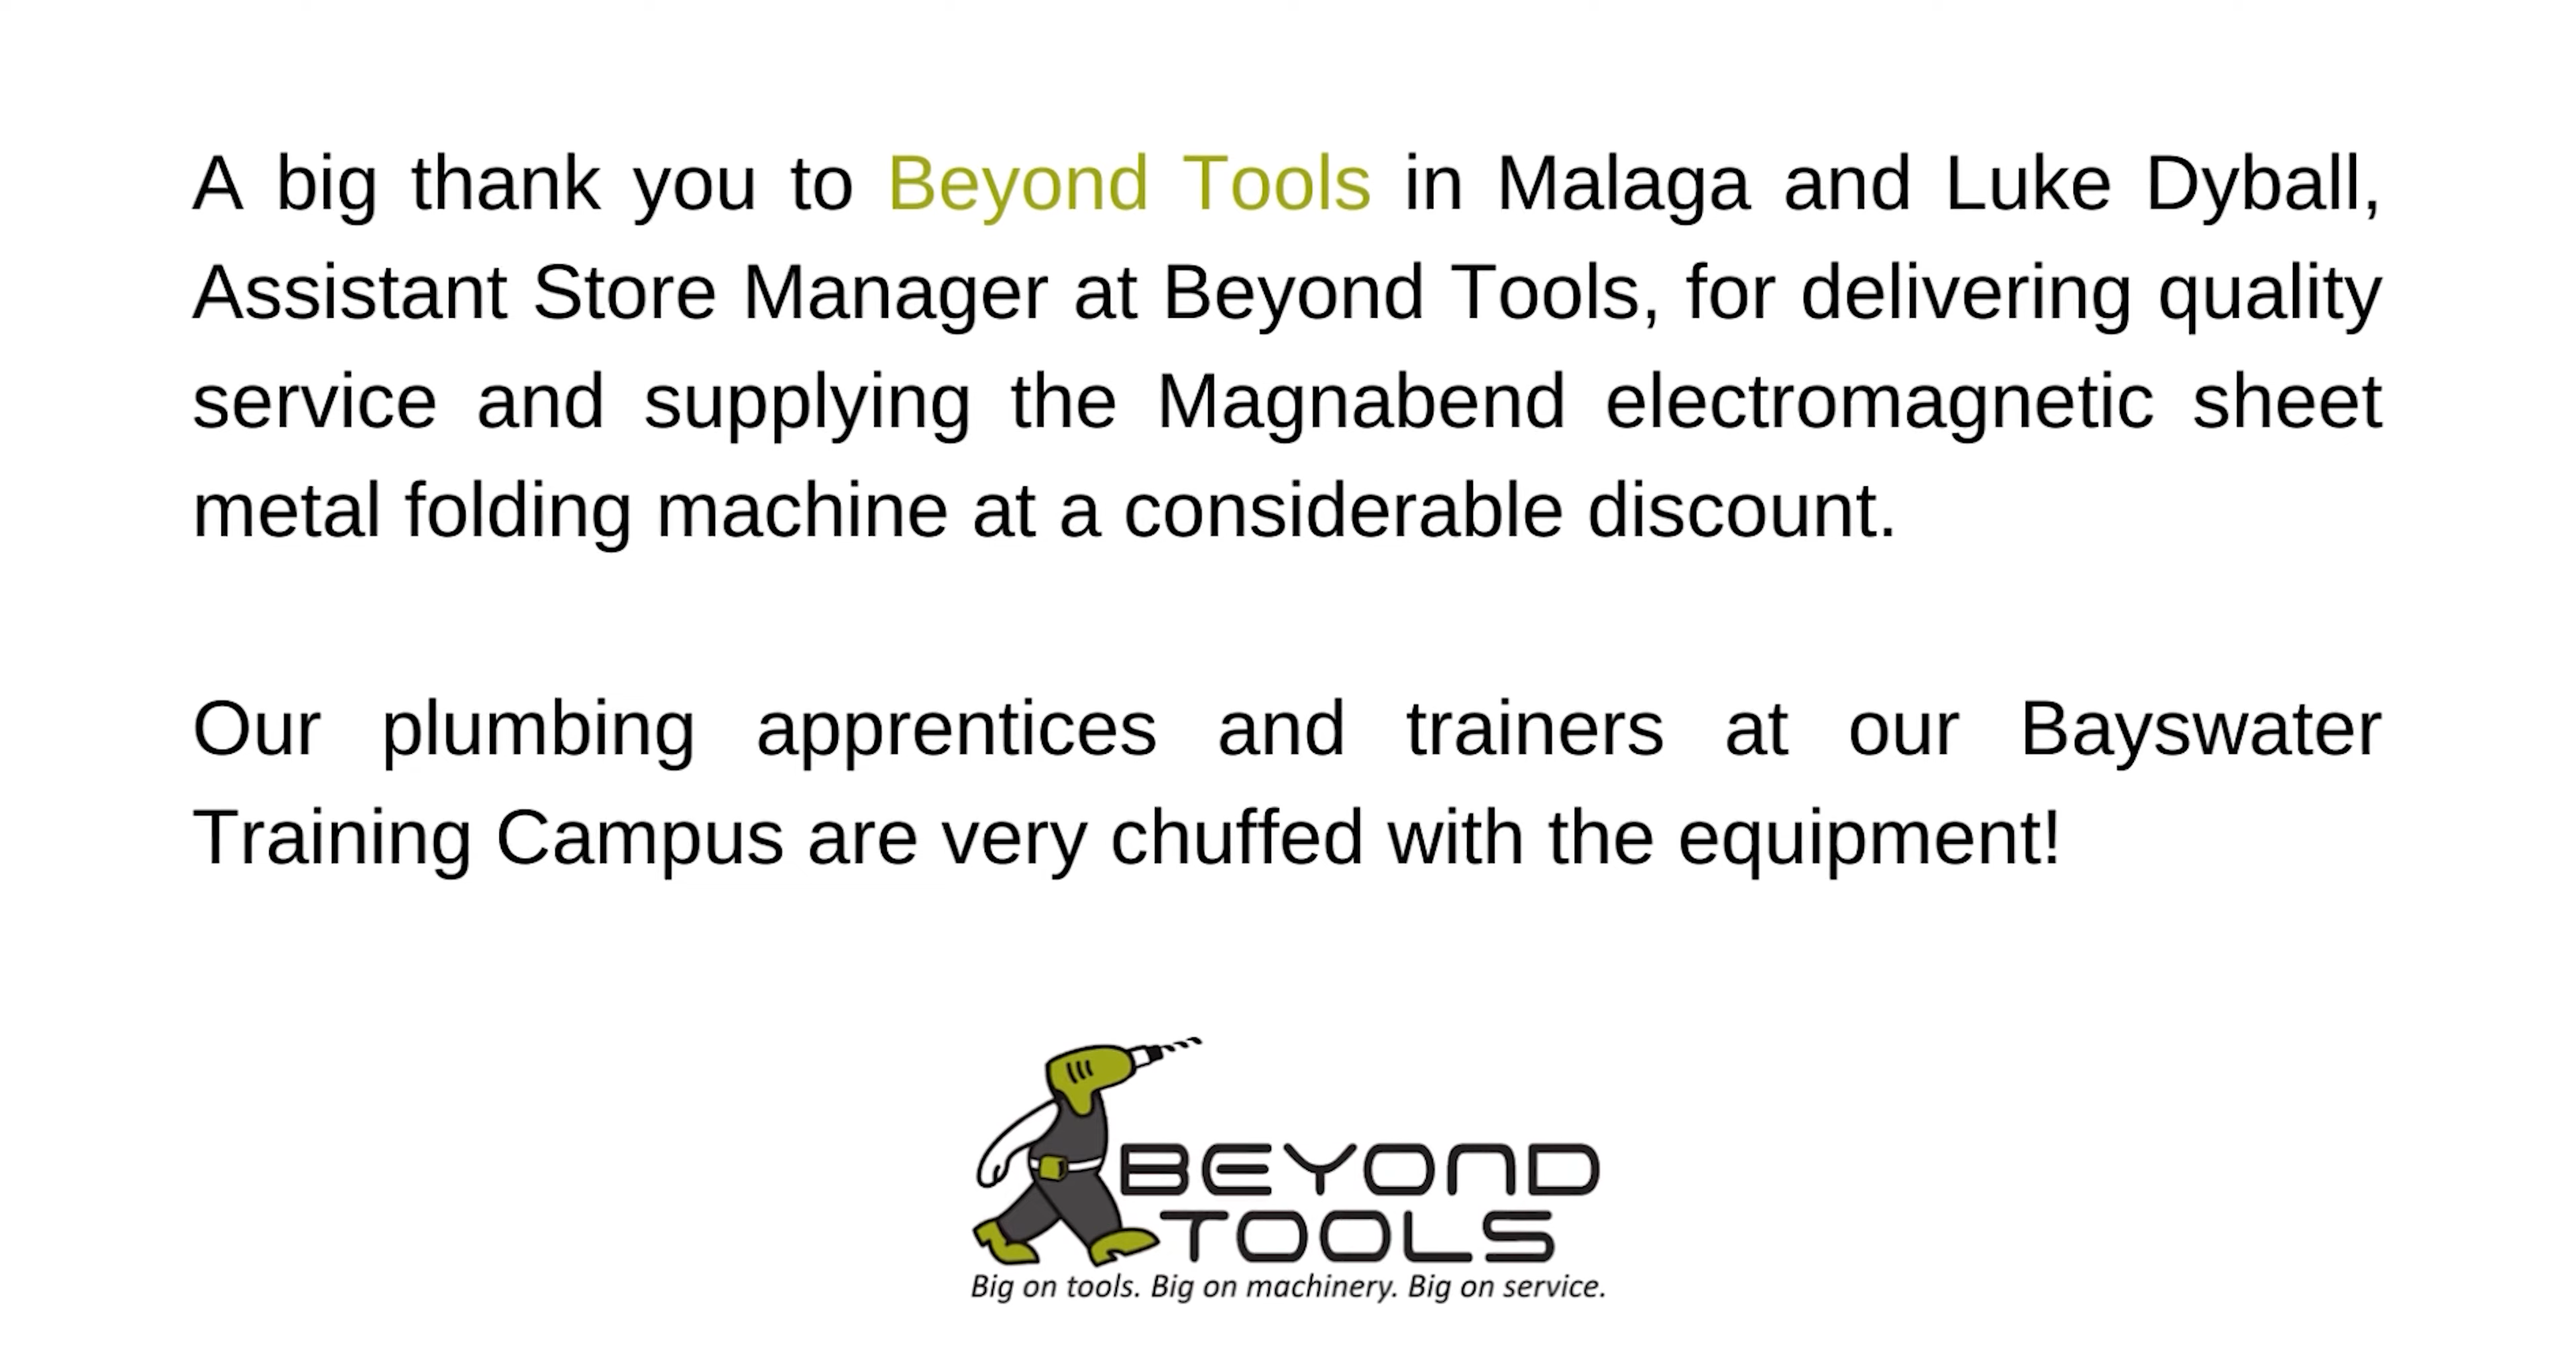 A big thank you to Beyond Tools in Malaga and Luke Dyball,
Assistant Store Manager at Beyond Tools, for delivering quality
service and supplying the Magnabend electromagnetic sheet
metal folding machine at a considerable discount.
Our plumbing apprentices and trainers at our Bayswater
Training Campus are very chuffed with the equipment!
BEYOND
TOOLS
Big on tools. Big on machinery. Big on service.